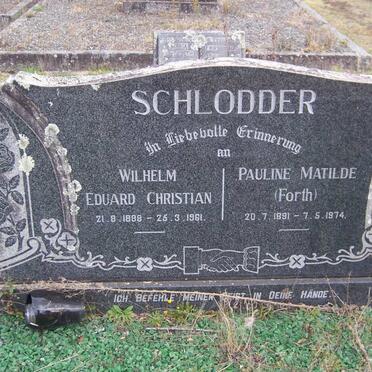 SCHLODDER
In Liebevolle Erinnerung
an
WILHELM
EDUARD CHRISTIAN
21. 8. 1888 - 25. 3. 1961.
PAULINE MATILDE
(Forth)
20. 7. 1891 - 7. 5. 1974.
ICH BEFEHLE MEINEN GEIST IN DEINE HÄNDE.